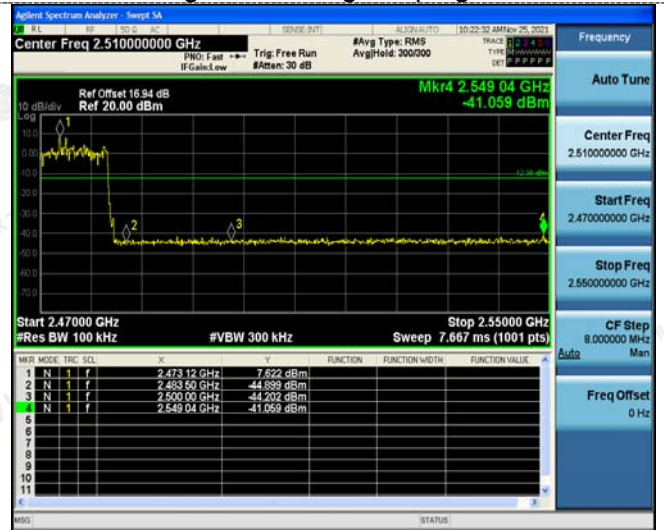 Agilent Spectrum Analyzer - Swept SA
RL RF 50 Ω AC SENSE:INT ALIGN AUTO 10:22:32 AM Nov 25, 2021
Center Freq 2.510000000 GHz
PNO: Fast
IFGain:Low
Trig: Free Run
#Atten: 30 dB
#Avg Type: RMS
Avg|Hold: 300/300
TRACE 1 2 3 4 5 6
TYPE M
DET P P P P P P
Frequency
Auto Tune
Center Freq
2.510000000 GHz
Start Freq
2.470000000 GHz
Stop Freq
2.550000000 GHz
CF Step
8.000000 MHz
Auto Man
Freq Offset
0 Hz
Mkr4 2.549 04 GHz
-41.059 dBm
Ref Offset 16.94 dB
10 dB/div Ref 20.00 dBm
Log
10.0
0.00
-10.0
-20.0
-30.0
-40.0
-50.0
-60.0
-70.0
1
2
3
4
Start 2.47000 GHz Stop 2.55000 GHz
#Res BW 100 kHz #VBW 300 kHz Sweep 7.667 ms (1001 pts)
MKR MODE TRC SCL X Y FUNCTION FUNCTION WIDTH FUNCTION VALUE
1 N 1 f 2.473 12 GHz 7.622 dBm
2 N 1 f 2.483 50 GHz -44.899 dBm
3 N 1 f 2.500 00 GHz -44.202 dBm
4 N 1 f 2.549 04 GHz -41.059 dBm
5
6
7
8
9
10
11
MSG STATUS